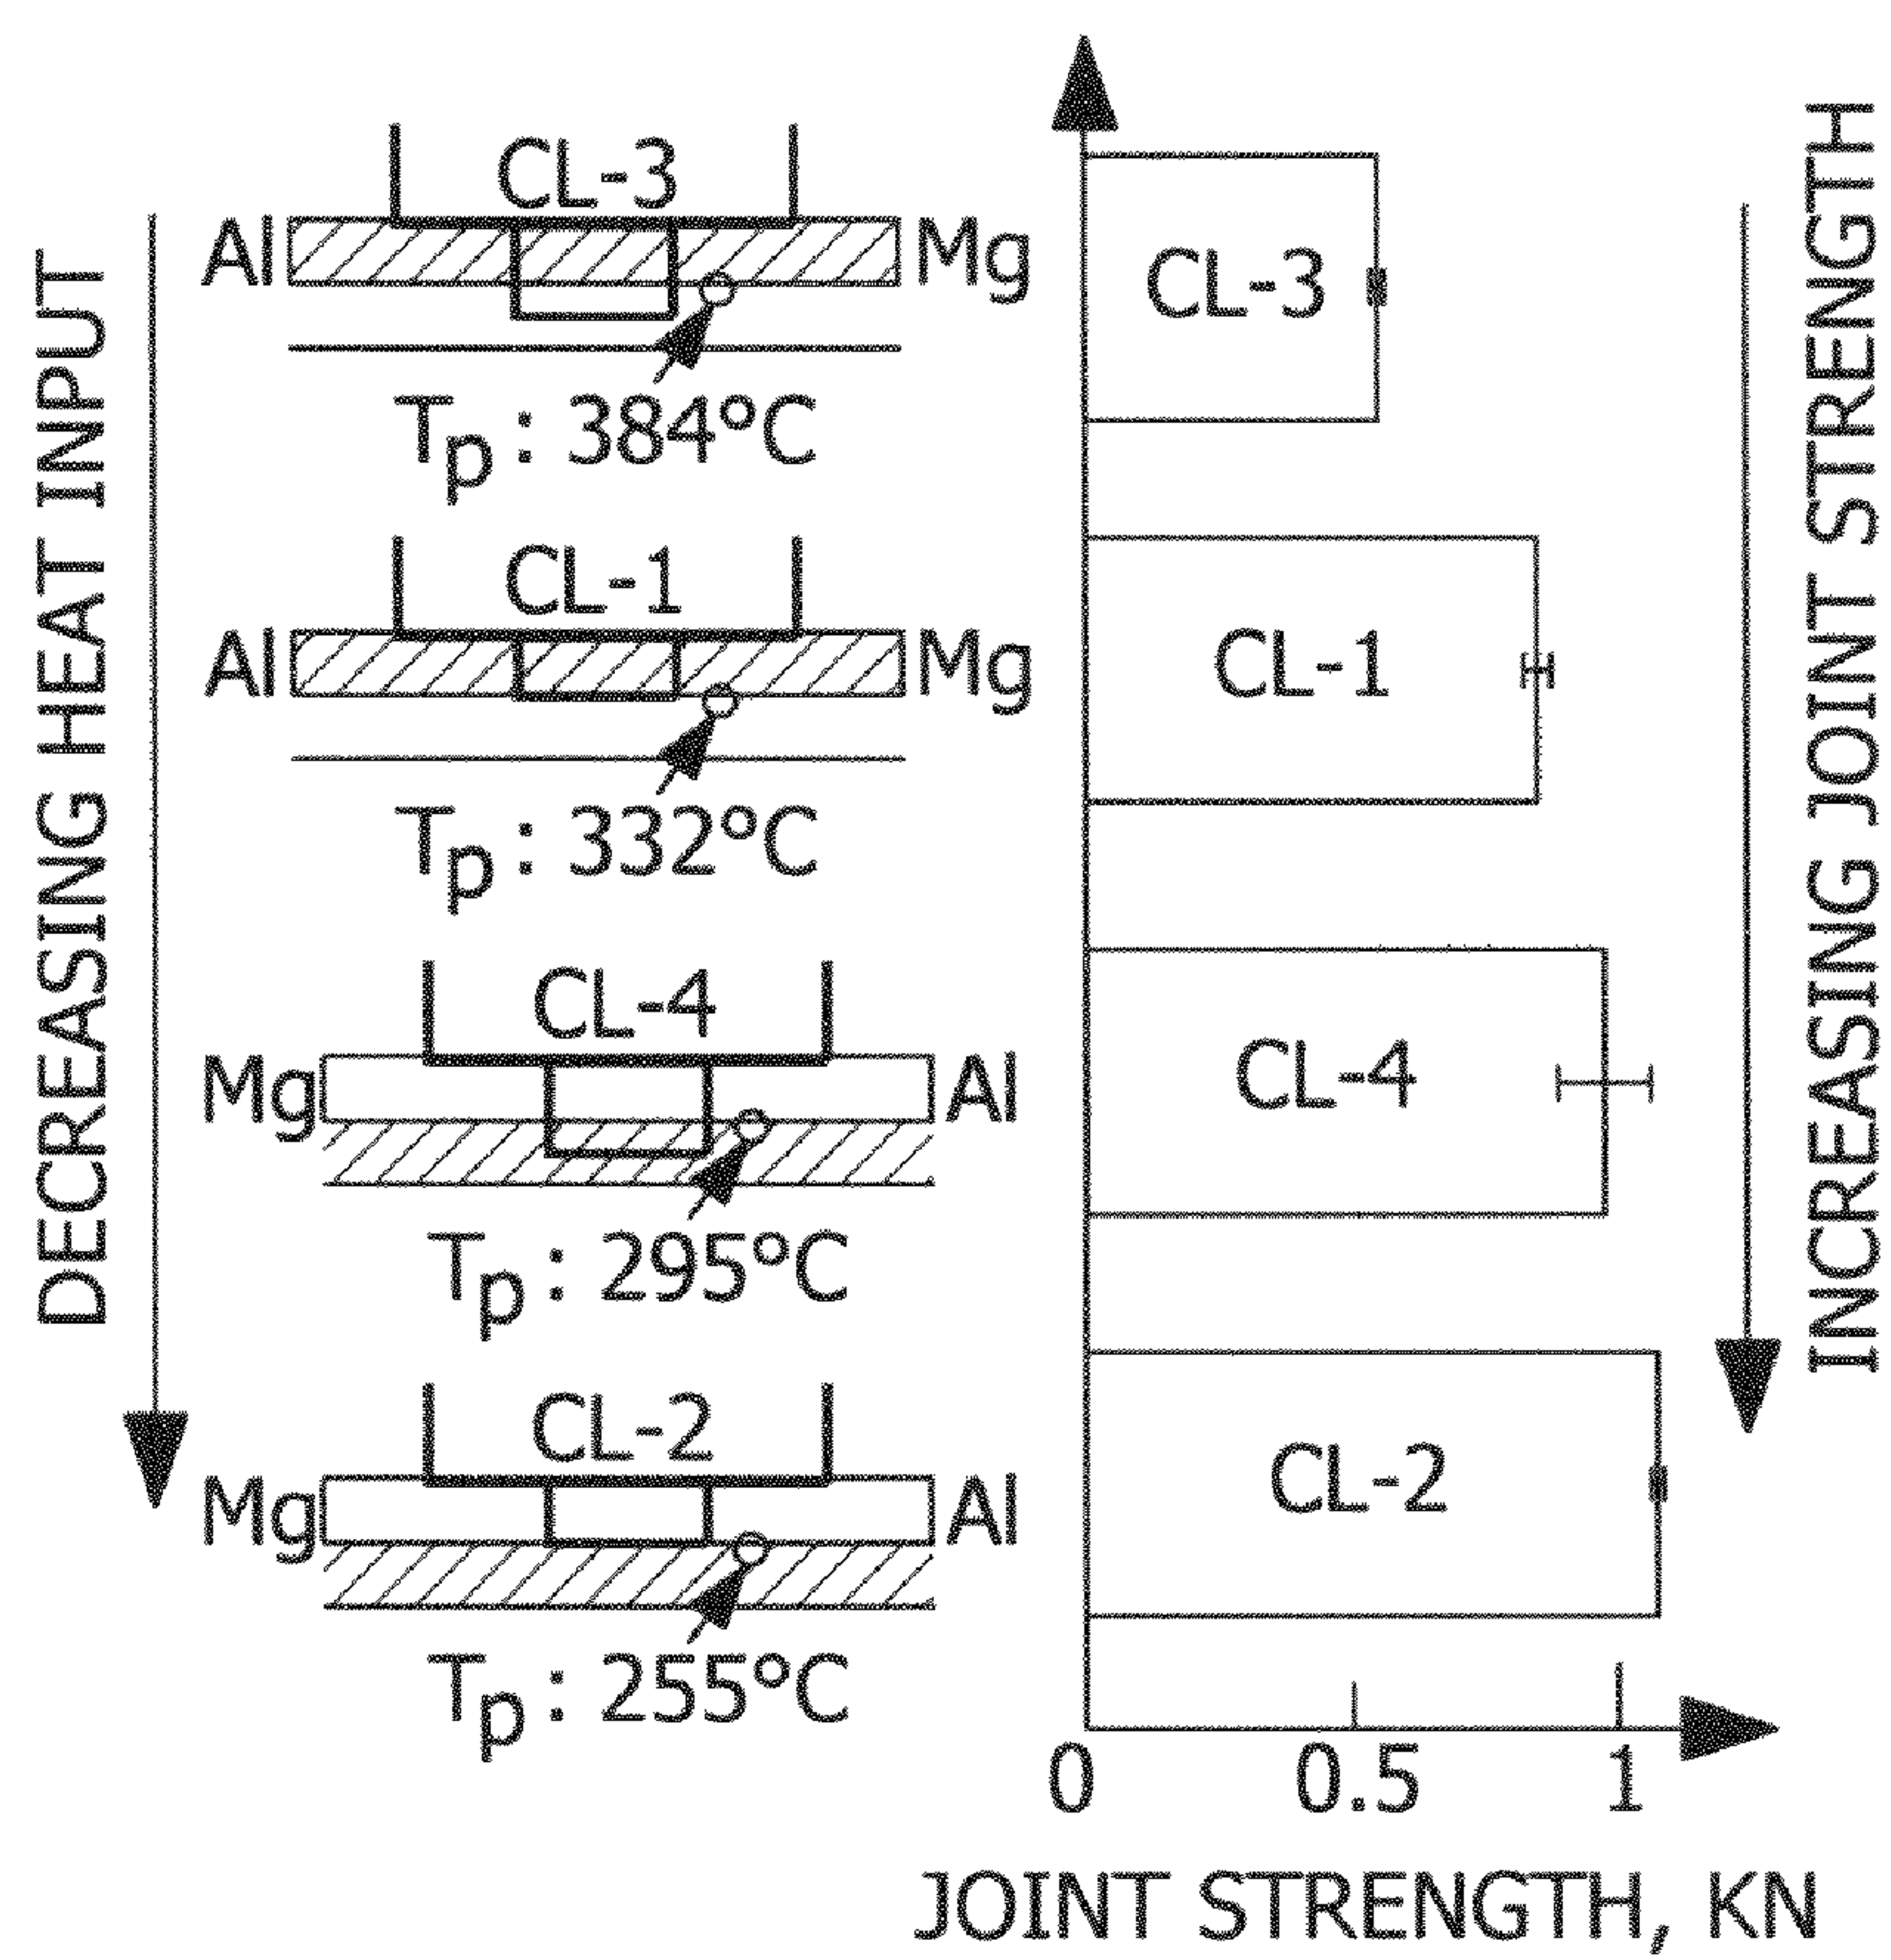 DECREASING HEAT INPUT
CL-3
Al
Mg
Tp : 384°C
CL-1
Al
Mg
Tp : 332°C
CL-4
Mg
Al
Tp : 295°C
CL-2
Mg
Al
Tp : 255°C
CL-3
CL-1
CL-4
CL-2
0
0.5
1
JOINT STRENGTH, KN
INCREASING JOINT STRENGTH